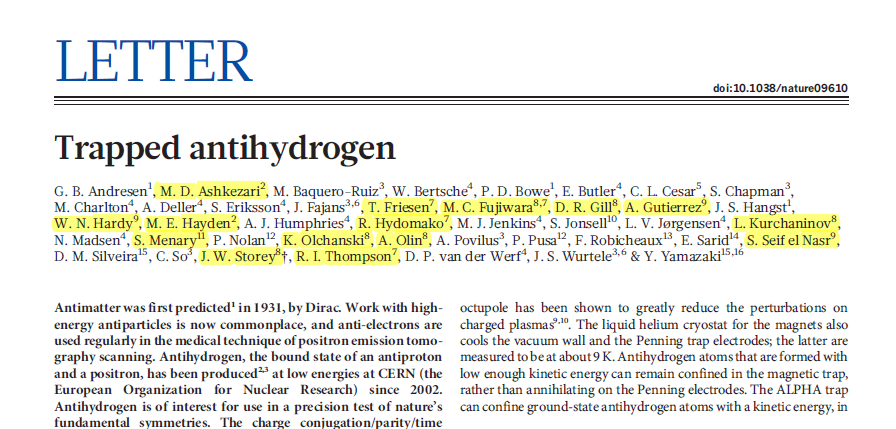 LETTER
doi:10.1038/nature09610
Trapped antihydrogen
G. B. Andresen1, M. D. Ashkezari2, M. Baquero-Ruiz3, W. Bertsche4, P. D. Bowe1, E. Butler4, C. L. Cesar5, S. Chapman3,
M. Charlton4, A. Deller4, S. Eriksson4, J. Fajans3,6, T. Friesen7, M. C. Fujiwara8,7, D. R. Gill8, A. Gutierrez9, J. S. Hangst1,
W. N. Hardy9, M. E. Hayden2, A. J. Humphries4, R. Hydomako7, M. J. Jenkins4, S. Jonsell10, L. V. Jørgensen4, L. Kurchaninov8,
N. Madsen4, S. Menary11, P. Nolan12, K. Olchanski8, A. Olin8, A. Povilus3, P. Pusa12, F. Robicheaux13, E. Sarid14, S. Seif el Nasr9,
D. M. Silveira15, C. So3, J. W. Storey8†, R. I. Thompson7, D. P. van der Werf4, J. S. Wurtele3,6 & Y. Yamazaki15,16
Antimatter was first predicted1 in 1931, by Dirac. Work with high-
energy antiparticles is now commonplace, and anti-electrons are
used regularly in the medical technique of positron emission tomo-
graphy scanning. Antihydrogen, the bound state of an antiproton
and a positron, has been produced2,3 at low energies at CERN (the
European Organization for Nuclear Research) since 2002.
Antihydrogen is of interest for use in a precision test of nature's
fundamental symmetries. The charge conjugation/parity/time
octupole has been shown to greatly reduce the perturbations on
charged plasmas9,10. The liquid helium cryostat for the magnets also
cools the vacuum wall and the Penning trap electrodes; the latter are
measured to be at about 9 K. Antihydrogen atoms that are formed with
low enough kinetic energy can remain confined in the magnetic trap,
rather than annihilating on the Penning electrodes. The ALPHA trap
can confine ground-state antihydrogen atoms with a kinetic energy, in